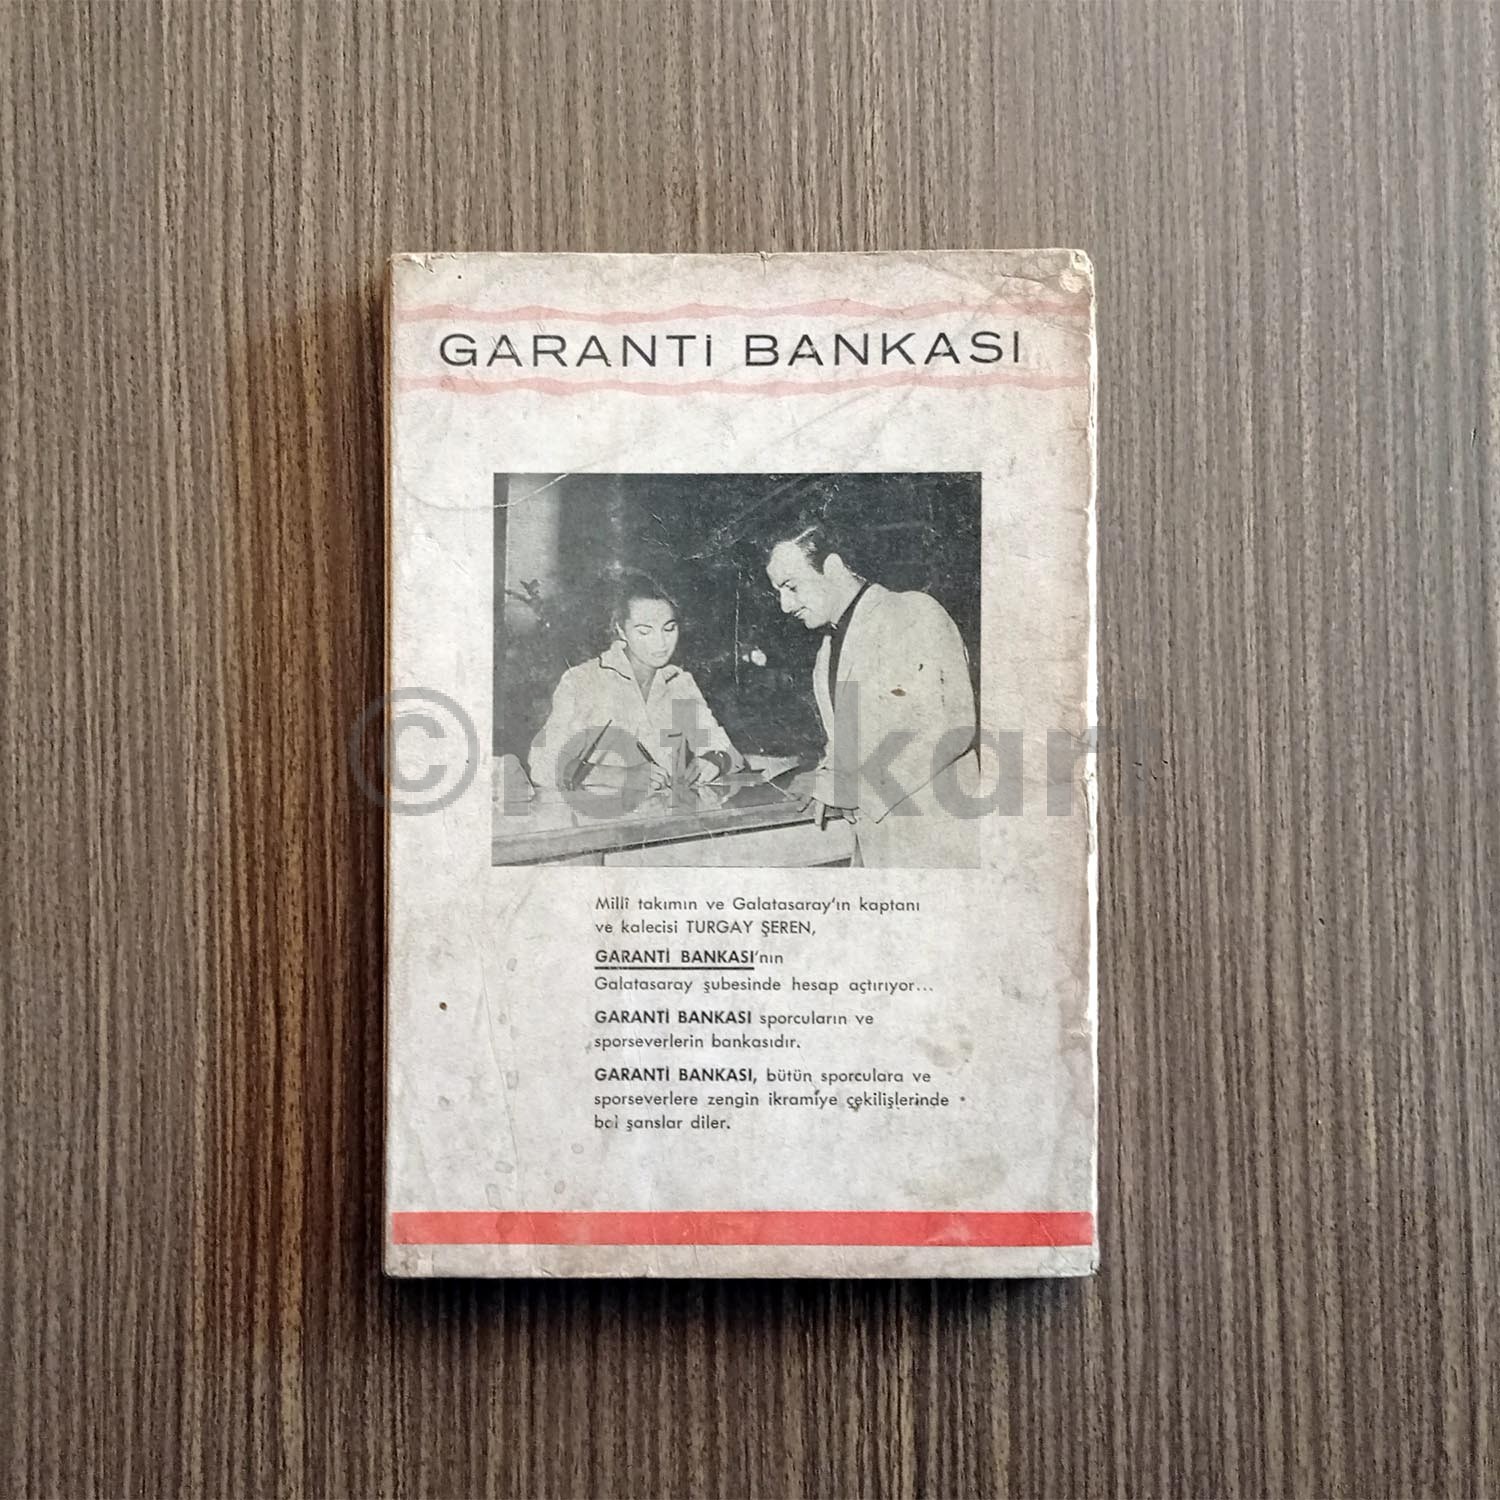 GARANTİ BANKASI
Millî takımın ve Galatasaray'ın kaptanı
ve kalecisi TURGAY ŞEREN,
GARANTİ BANKASI'nın
Galatasaray şubesinde hesap açtırıyor...
GARANTİ BANKASI sporcuların ve
sporseverlerin bankasıdır.
GARANTİ BANKASI, bütün sporculara ve
sporseverlere zengin ikramiye çekilişlerinde
bol şanslar diler.